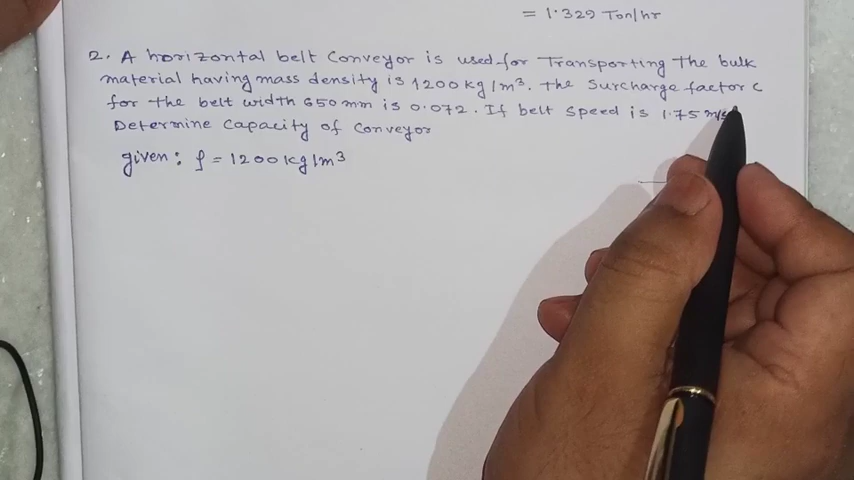 = 1.329 Ton/hr
2. A horizontal belt conveyor is used for Transporting The bulk
material having mass density is 1200 kg/m³. The Surcharge factor C
for the belt width 650 mm is 0.072. If belt speed is 1.75 m/s
Determine Capacity of Conveyor
given: ρ = 1200 kg/m³